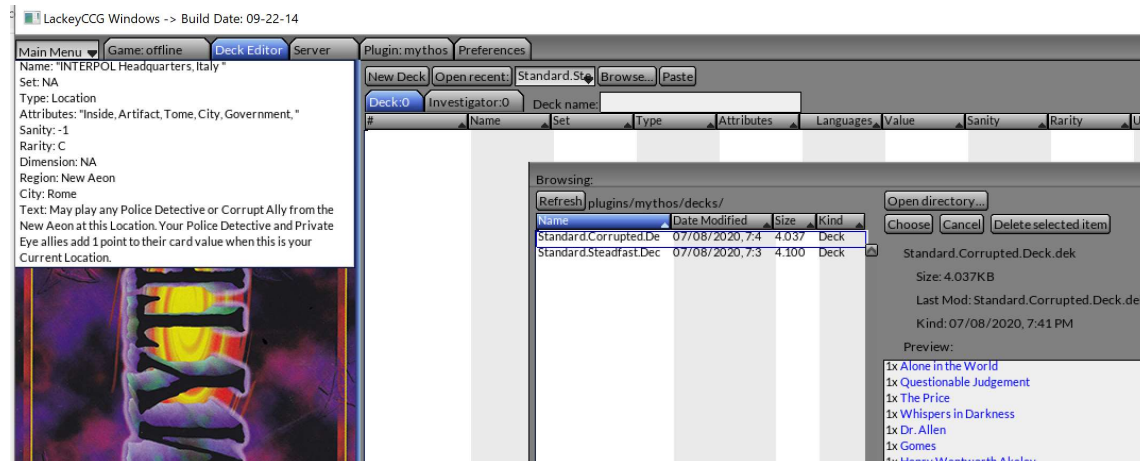 LackeyCCG Windows -> Build Date: 09-22-14
Main Menu Game: offline Deck Editor Server Plugin: mythos Preferences
Name: "INTERPOL Headquarters, Italy "
Set: NA
Type: Location
Attributes: "Inside, Artifact, Tome, City, Government, "
Sanity: -1
Rarity: C
Dimension: NA
Region: New Aeon
City: Rome
Text: May play any Police Detective or Corrupt Ally from the
New Aeon at this Location. Your Police Detective and Private
Eye allies add 1 point to their card value when this is your
Current Location.
New Deck Open recent: Standard.Ste Browse... Paste
Deck:0 Investigator:0 Deck name:
# Name Set Type Attributes Languages Value Sanity Rarity U
Browsing:
Refresh plugins/mythos/decks/
Name Date Modified Size Kind
Standard.Corrupted.De 07/08/2020, 7:4 4.037 Deck
Standard.Steadfast.Dec 07/08/2020, 7:3 4.100 Deck
Open directory...
Choose Cancel Delete selected item
Standard.Corrupted.Deck.dek
Size: 4.037KB
Last Mod: Standard.Corrupted.Deck.de
Kind: 07/08/2020, 7:41 PM
Preview:
1x Alone in the World
1x Questionable Judgement
1x The Price
1x Whispers in Darkness
1x Dr. Allen
1x Gomes
1x Henry Wentworth Akeley